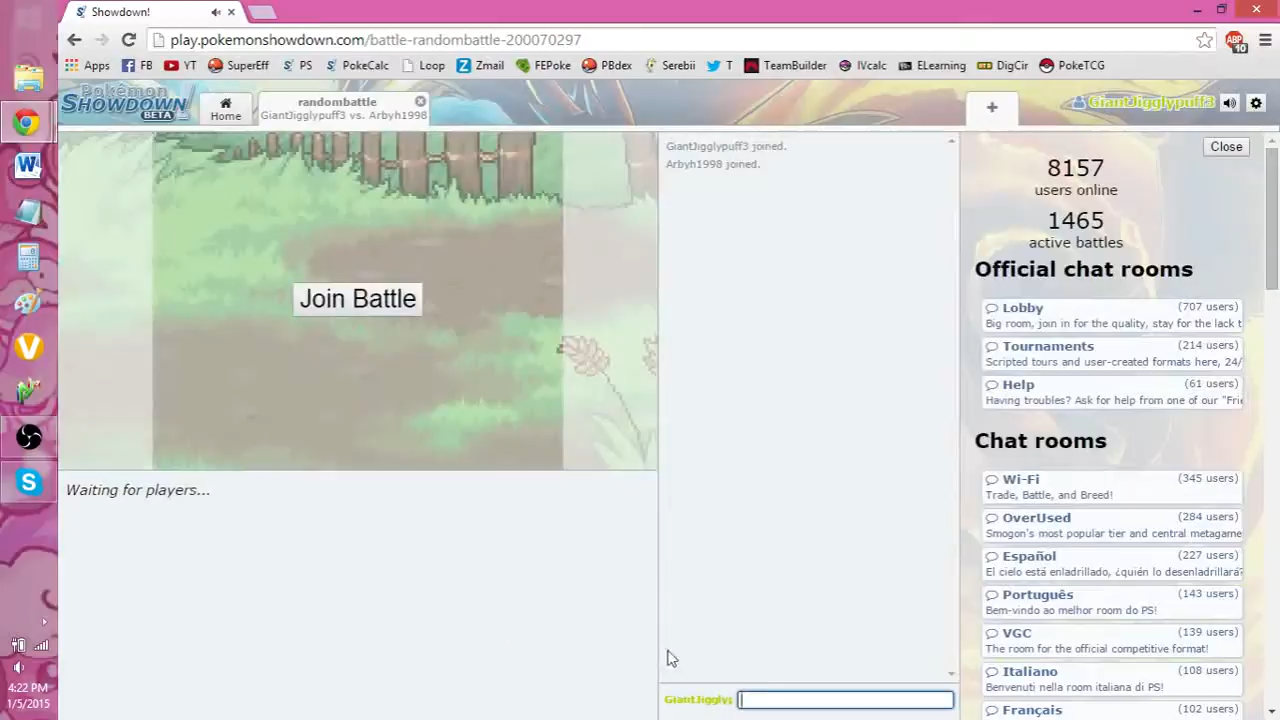 Showdown!
play.pokemonshowdown.com/battle-randombattle-200070297
ABP
10
Apps FB YT SuperEff PS PokeCalc Loop Zmail FEPoke PBdex Serebii T TeamBuilder IVcalc ELearning DigCir PokeTCG
Pokémon
SHOWDOWN
BETA
Home
randombattle
GiantJigglypuff3 vs. Arbyh1998
+
GiantJigglypuff3
GiantJigglypuff3 joined.
Arbyh1998 joined.
Join Battle
Waiting for players...
GiantJigglyp
Close
8157
users online
1465
active battles
Official chat rooms
Lobby (707 users)
Big room, join in for the quality, stay for the lack t
Tournaments (214 users)
Scripted tours and user-created formats here, 24/
Help (61 users)
Having troubles? Ask for help from one of our "Fri
Chat rooms
Wi-Fi (345 users)
Trade, Battle, and Breed!
OverUsed (284 users)
Smogon's most popular tier and central metagame
Español (227 users)
El cielo está enladrillado, ¿quién lo desenladrillará?
Português (143 users)
Bem-vindo ao melhor room do PS!
VGC (139 users)
The room for the official competitive format!
Italiano (108 users)
Benvenuti nella room italiana di PS!
Français (102 users)
4:22 PM
1/5/2015